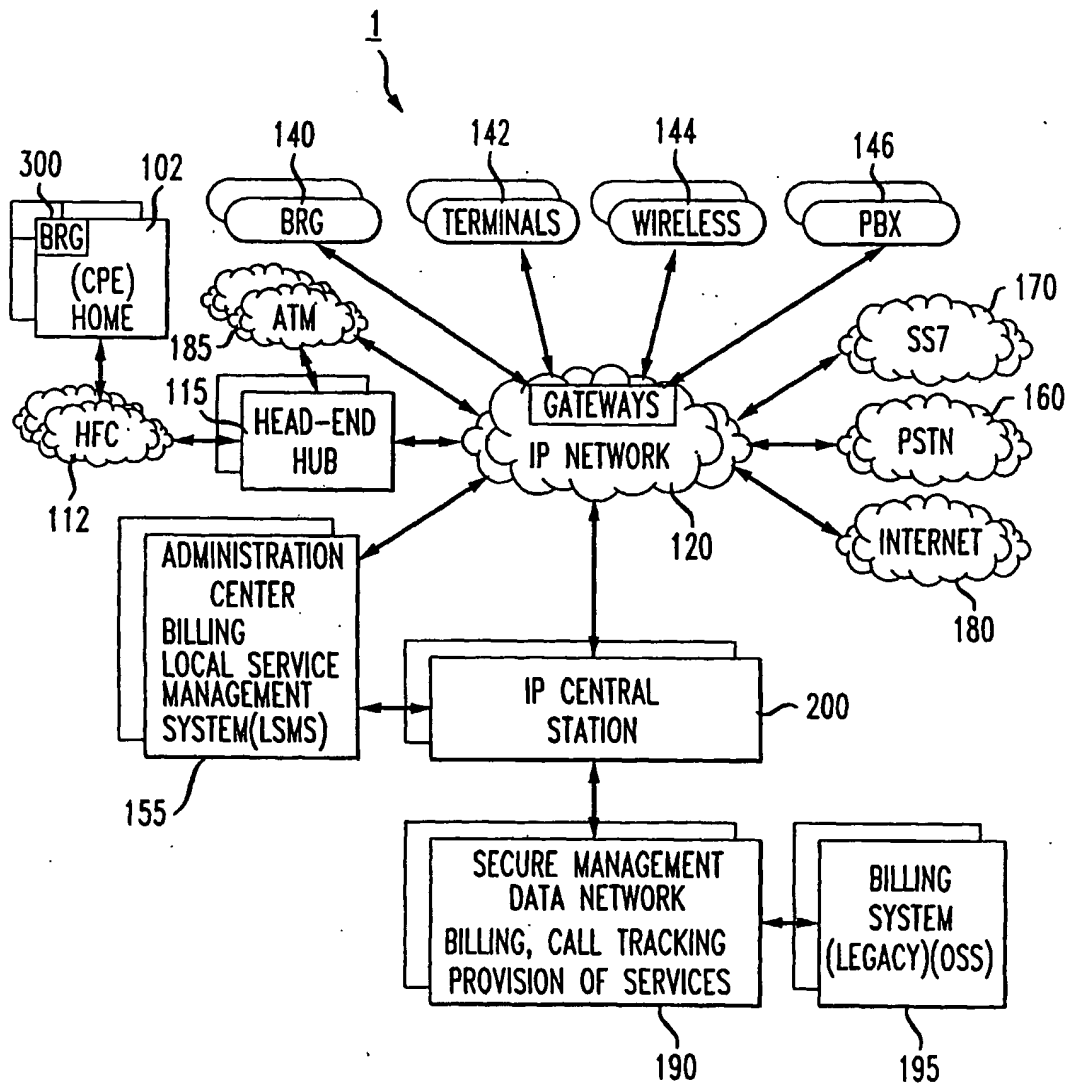 1
140
142
144
146
300
102
BRG
TERMINALS
WIRELESS
PBX
BRG
(CPE)
HOME
ATM
185
170
SS7
GATEWAYS
IP NETWORK
115
HEAD-END
HUB
HFC
112
160
PSTN
120
INTERNET
180
ADMINISTRATION
CENTER
BILLING
LOCAL SERVICE
MANAGEMENT
SYSTEM(LSMS)
155
IP CENTRAL
STATION
200
SECURE MANAGEMENT
DATA NETWORK
BILLING, CALL TRACKING
PROVISION OF SERVICES
190
BILLING
SYSTEM
(LEGACY)(OSS)
195